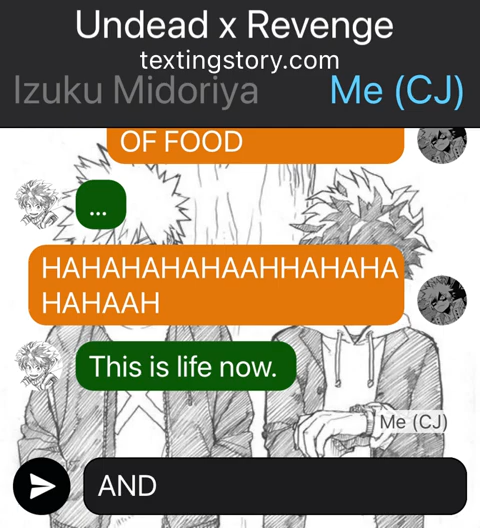 Undead x Revenge
textingstory.com
Izuku Midoriya
Me (CJ)
OF FOOD
...
HAHAHAHAHAAHHAHAHA
HAHAAH
This is life now.
Me (CJ)
AND